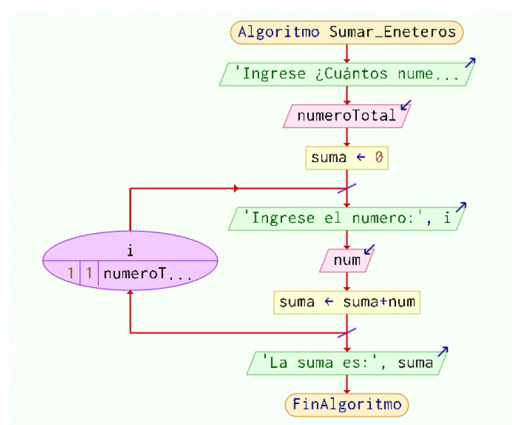 Algoritmo Sumar_Eneteros
'Ingrese ¿Cuántos nume...
numeroTotal
suma ← 0
'Ingrese el numero:', i
i
1 1 numeroT...
num
suma ← suma+num
'La suma es:', suma
FinAlgoritmo